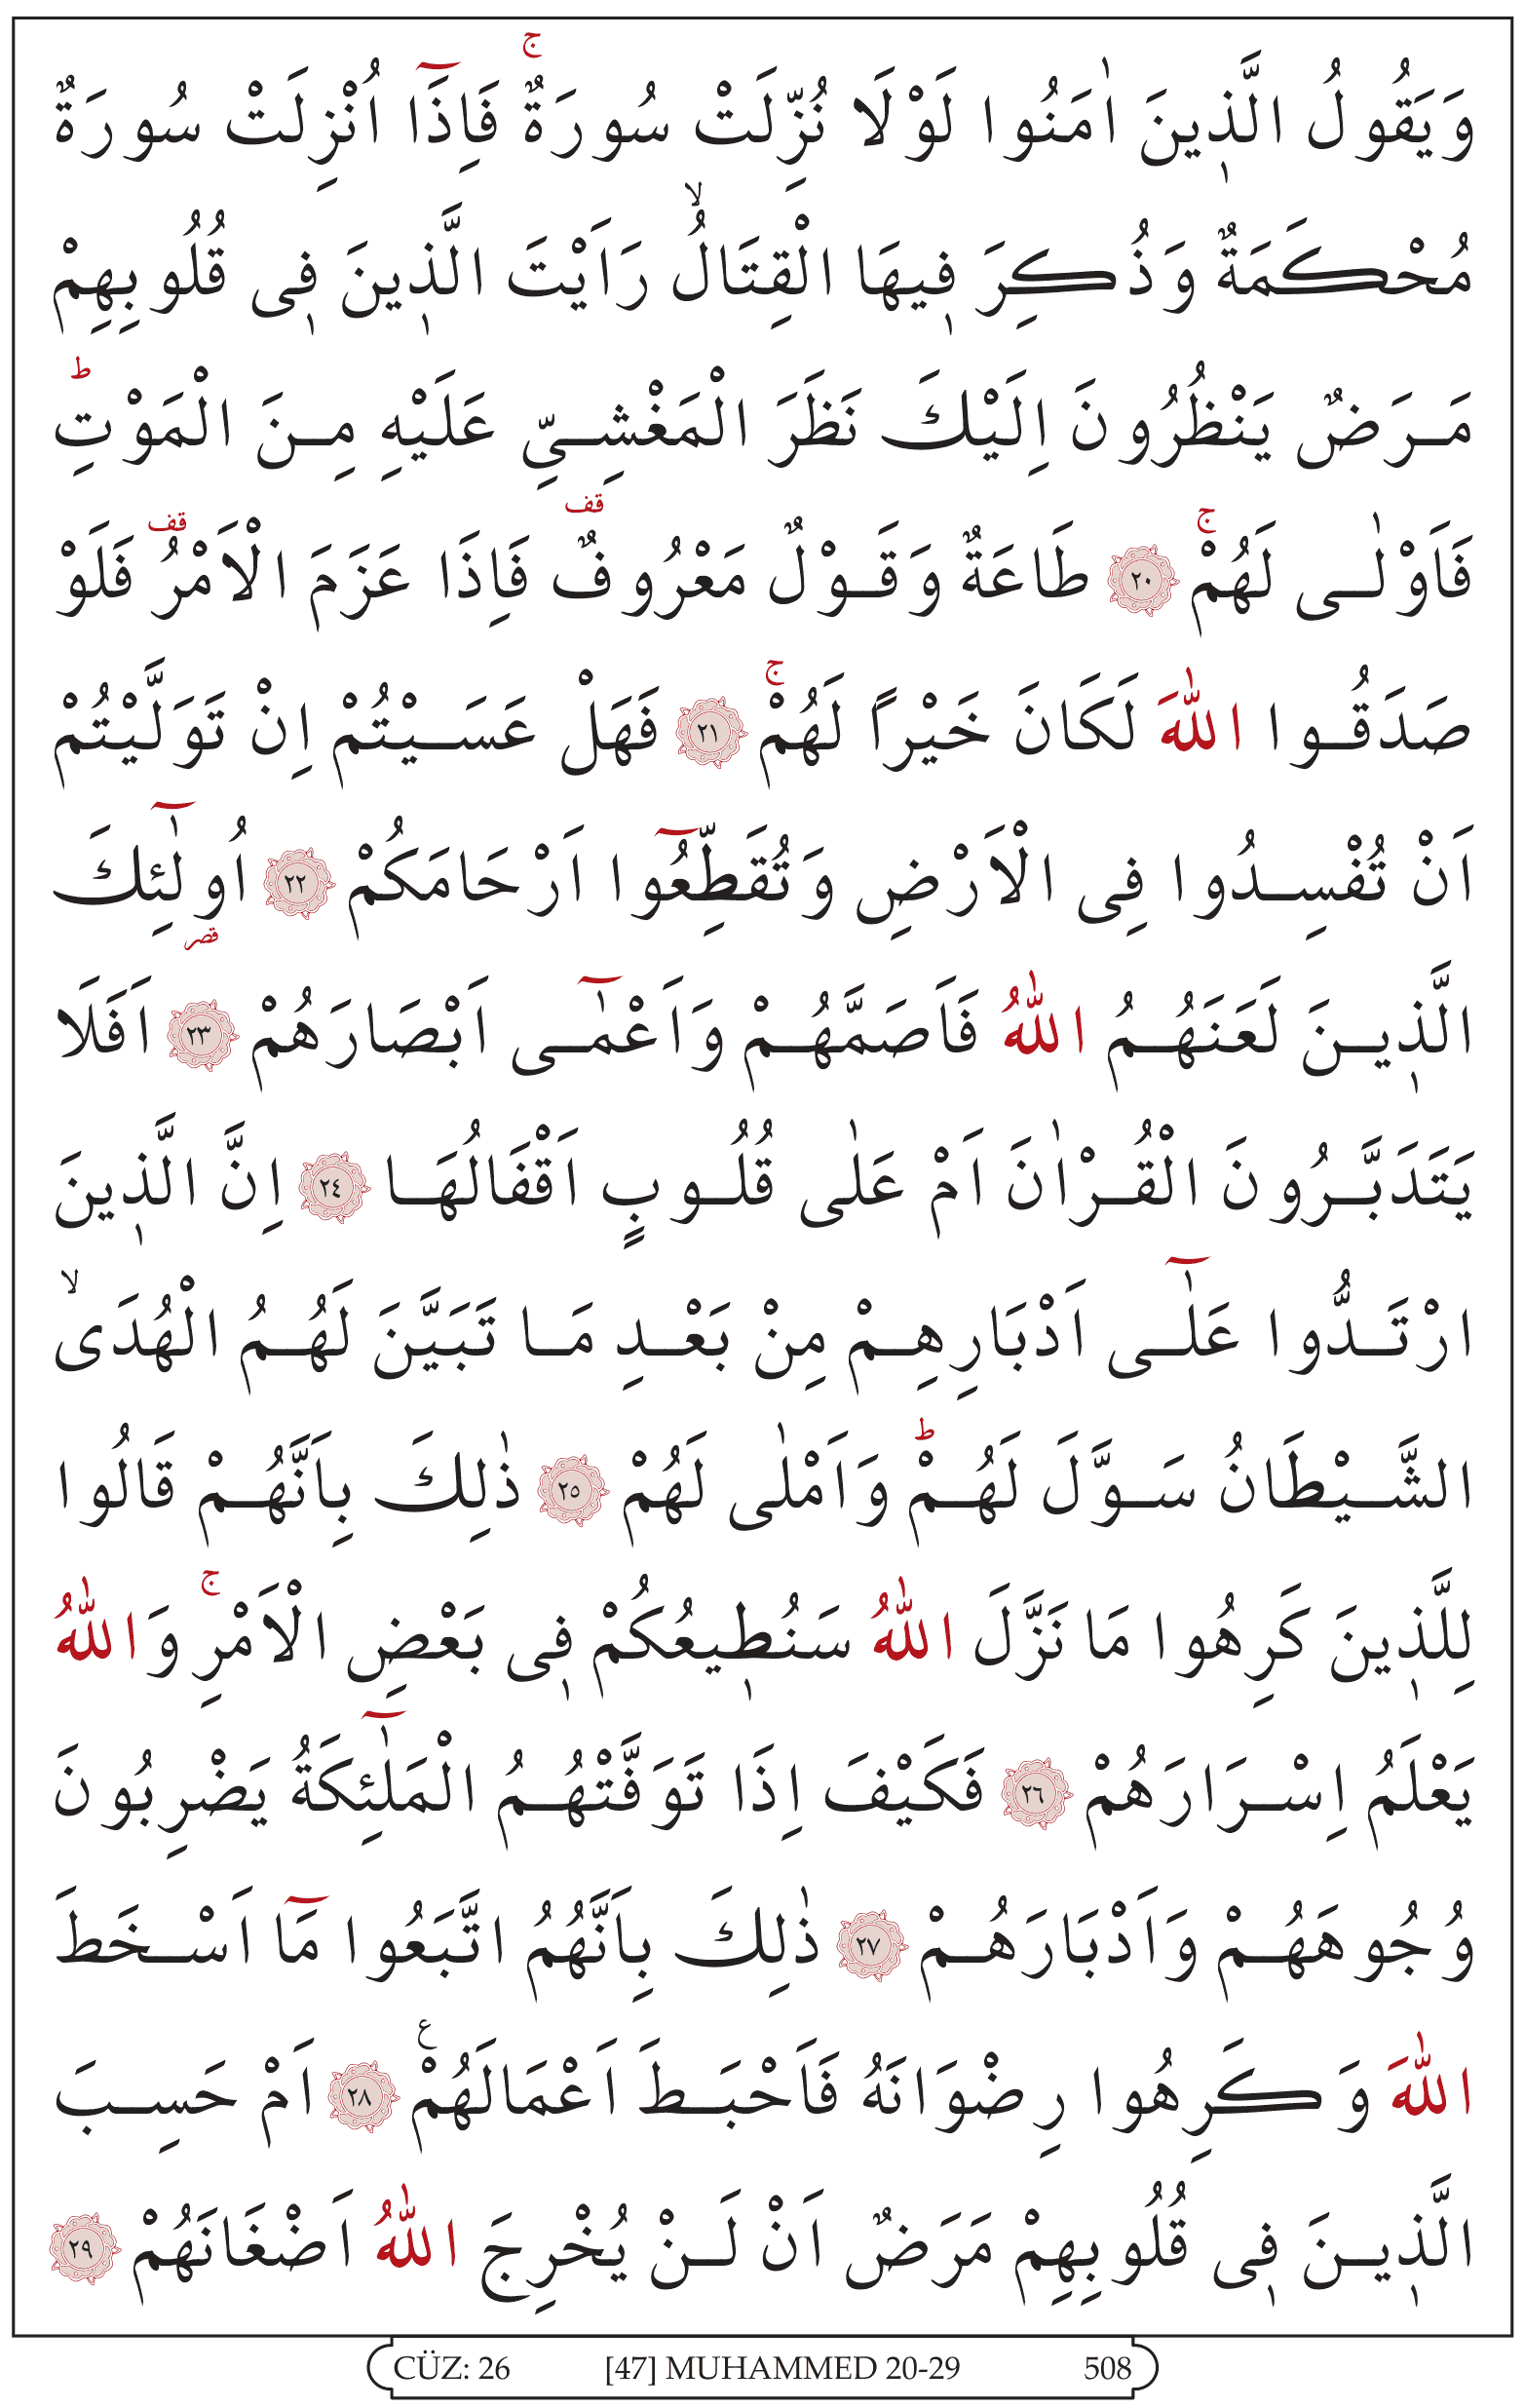 وَيَقُولُ الَّذ۪ينَ اٰمَنُوا لَوْلَا نُزِّلَتْ سُورَةٌۚ فَاِذَٓا اُنْزِلَتْ سُورَةٌ
مُحْكَمَةٌ وَذُكِرَ ف۪يهَا الْقِتَالُۙ رَاَيْتَ الَّذ۪ينَ ف۪ى قُلُوبِهِمْ
مَرَضٌ يَنْظُرُونَ اِلَيْكَ نَظَرَ الْمَغْشِىِّ عَلَيْهِ مِنَ الْمَوْتِۜ
فَاَوْلٰى لَهُمْۚ ﴿٢٠﴾ طَاعَةٌ وَقَوْلٌ مَعْرُوفٌ قف فَاِذَا عَزَمَ الْاَمْرُ قف فَلَوْ
صَدَقُوا اللّٰهَ لَكَانَ خَيْرًا لَهُمْۚ ﴿٢١﴾ فَهَلْ عَسَيْتُمْ اِنْ تَوَلَّيْتُمْ
اَنْ تُفْسِدُوا فِى الْاَرْضِ وَتُقَطِّعُٓوا اَرْحَامَكُمْ ﴿٢٢﴾ اُو۬لٰٓئِكَ
قصر
الَّذ۪ينَ لَعَنَهُمُ اللّٰهُ فَاَصَمَّهُمْ وَاَعْمٰٓى اَبْصَارَهُمْ ﴿٢٣﴾ اَفَلَا
يَتَدَبَّرُونَ الْقُرْاٰنَ اَمْ عَلٰى قُلُوبٍ اَقْفَالُهَا ﴿٢٤﴾ اِنَّ الَّذ۪ينَ
ارْتَدُّوا عَلٰٓى اَدْبَارِهِمْ مِنْ بَعْدِ مَا تَبَيَّنَ لَهُمُ الْهُدَىۙ
الشَّيْطَانُ سَوَّلَ لَهُمْۜ وَاَمْلٰى لَهُمْ ﴿٢٥﴾ ذٰلِكَ بِاَنَّهُمْ قَالُوا
لِلَّذ۪ينَ كَرِهُوا مَا نَزَّلَ اللّٰهُ سَنُط۪يعُكُمْ ف۪ى بَعْضِ الْاَمْرِۚ وَاللّٰهُ
يَعْلَمُ اِسْرَارَهُمْ ﴿٢٦﴾ فَكَيْفَ اِذَا تَوَفَّتْهُمُ الْمَلٰٓئِكَةُ يَضْرِبُونَ
وُجُوهَهُمْ وَاَدْبَارَهُمْ ﴿٢٧﴾ ذٰلِكَ بِاَنَّهُمُ اتَّبَعُوا مَٓا اَسْخَطَ
اللّٰهَ وَكَرِهُوا رِضْوَانَهُ فَاَحْبَطَ اَعْمَالَهُمْ ع ﴿٢٨﴾ اَمْ حَسِبَ
الَّذ۪ينَ ف۪ى قُلُوبِهِمْ مَرَضٌ اَنْ لَنْ يُخْرِجَ اللّٰهُ اَضْغَانَهُمْ ﴿٢٩﴾
CÜZ: 26 [47] MUHAMMED 20-29 508